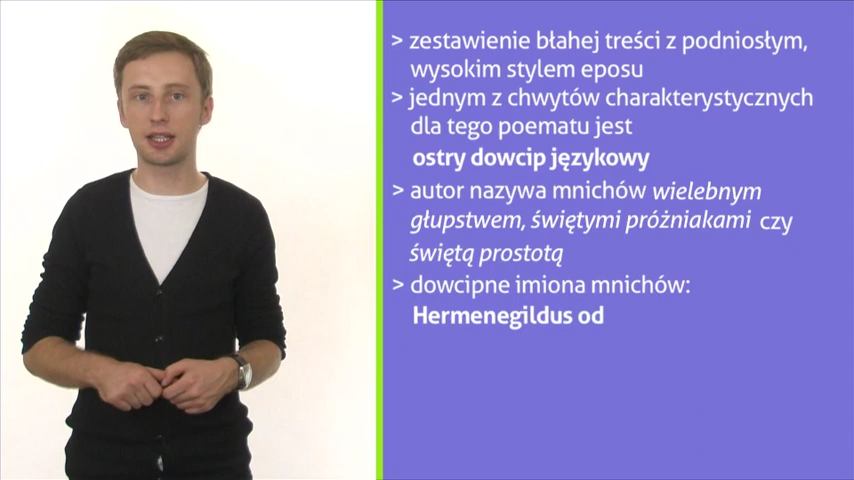 > zestawienie błahej treści z podniosłym,
wysokim stylem eposu
> jednym z chwytów charakterystycznych
dla tego poematu jest
ostry dowcip językowy
> autor nazywa mnichów wielebnym
głupstwem, świętymi próżniakami czy
świętą prostotą
> dowcipne imiona mnichów:
Hermenegildus od